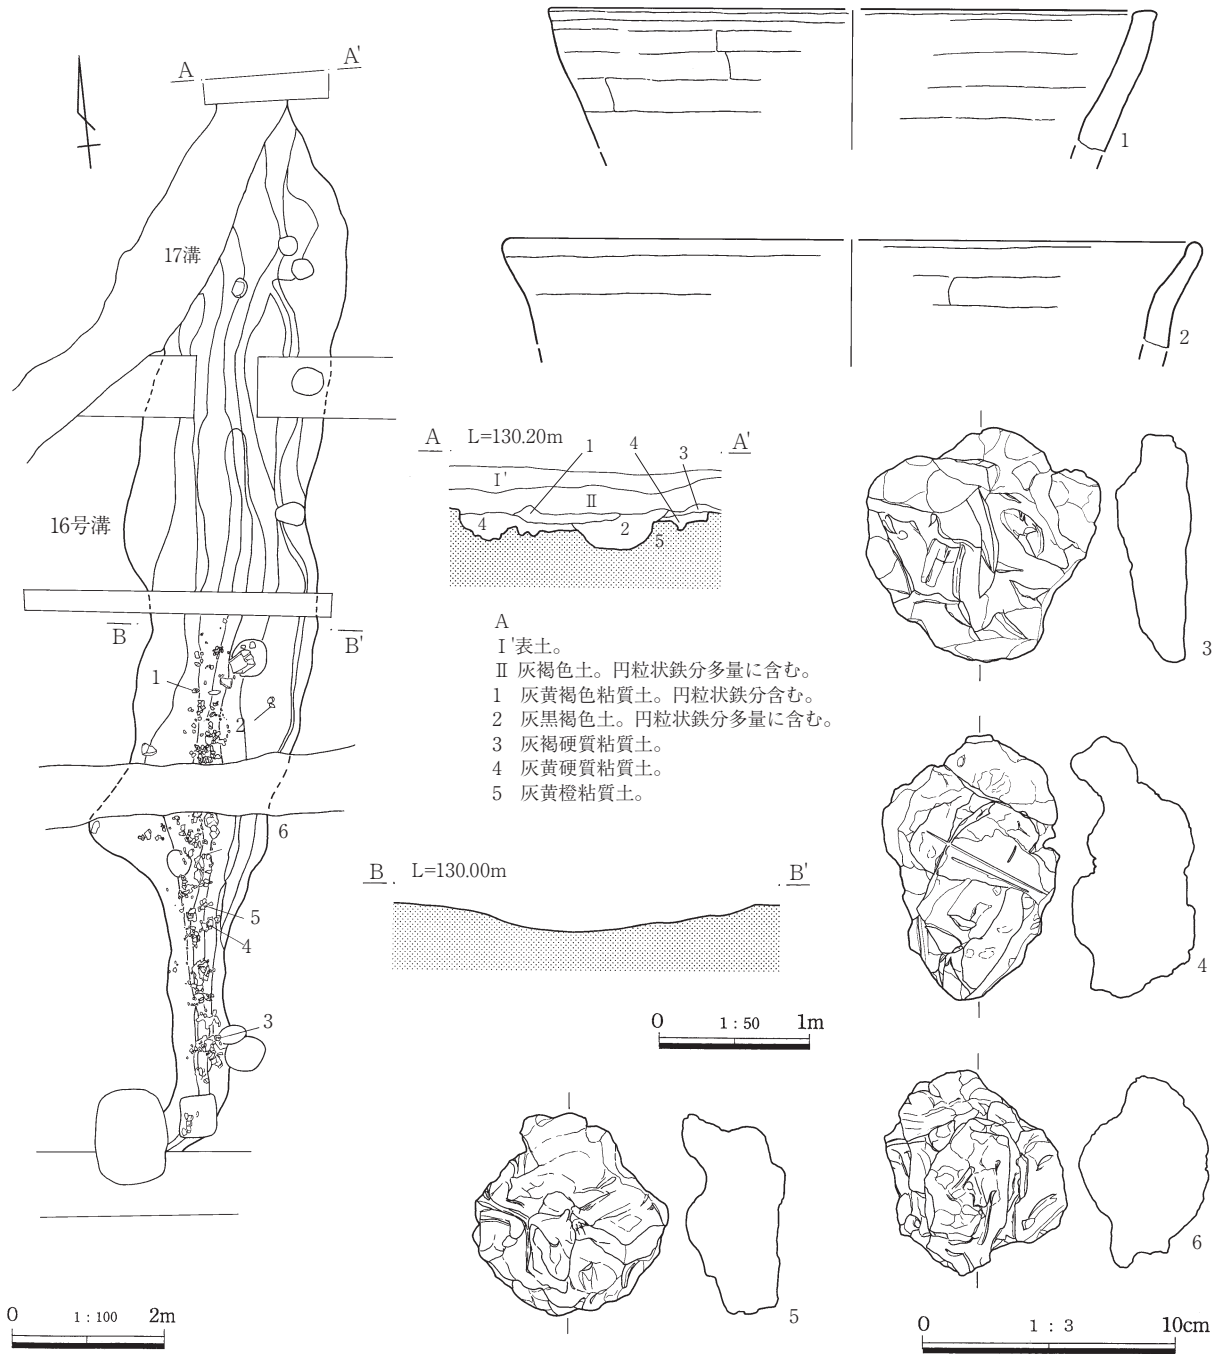 A
A'
17溝
16号溝
B
B'
1
2
6
5
4
3
0 1：100 2m
1
2
A L=130.20m A'
1
4
3
Ⅰ'
Ⅱ
4
2
5
A
Ⅰ'表土。
Ⅱ 灰褐色土。円粒状鉄分多量に含む。
1 灰黄褐色粘質土。円粒状鉄分含む。
2 灰黒褐色土。円粒状鉄分多量に含む。
3 灰褐硬質粘質土。
4 灰黄硬質粘質土。
5 灰黄橙粘質土。
B L=130.00m B'
0 1：50 1m
3
4
5
6
0 1：3 10cm